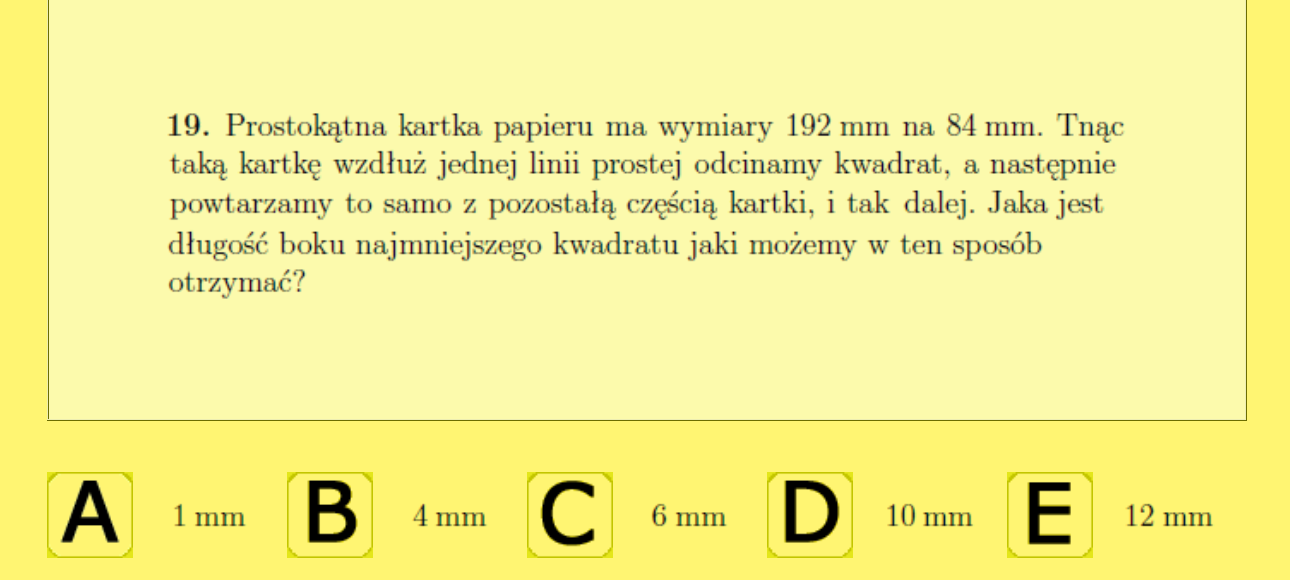 19. Prostokątna kartka papieru ma wymiary 192 mm na 84 mm. Tnąc
taką kartkę wzdłuż jednej linii prostej odcinamy kwadrat, a następnie
powtarzamy to samo z pozostałą częścią kartki, i tak dalej. Jaka jest
długość boku najmniejszego kwadratu jaki możemy w ten sposób
otrzymać?
A 1 mm B 4 mm C 6 mm D 10 mm E 12 mm